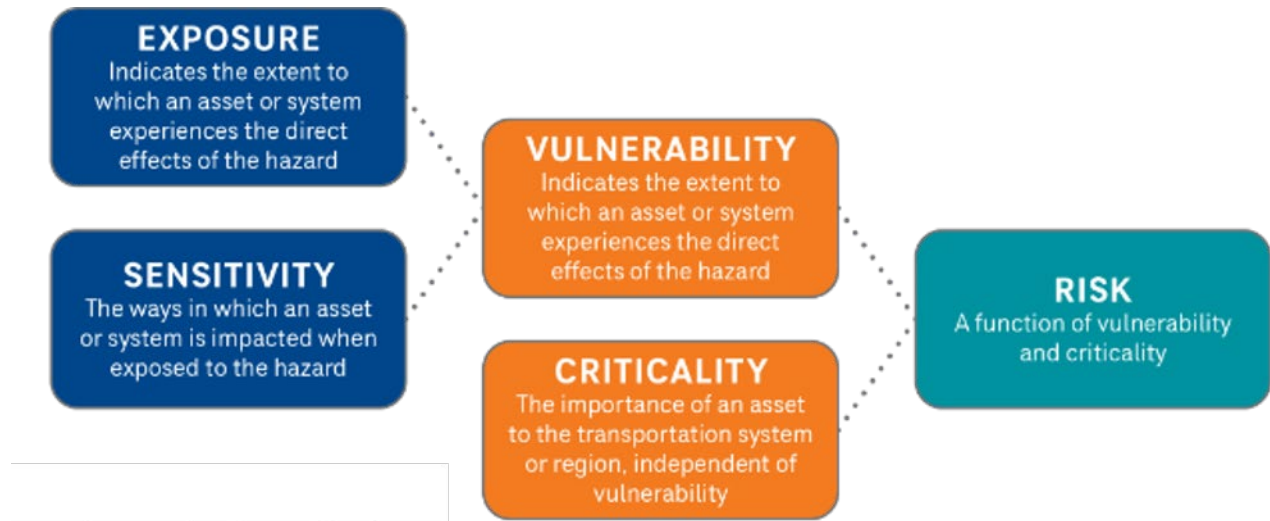 EXPOSURE
Indicates the extent to
which an asset or system
experiences the direct
effects of the hazard
SENSITIVITY
The ways in which an asset
or system is impacted when
exposed to the hazard
VULNERABILITY
Indicates the extent to
which an asset or system
experiences the direct
effects of the hazard
CRITICALITY
The importance of an asset
to the transportation system
or region, independent of
vulnerability
RISK
A function of vulnerability
and criticality